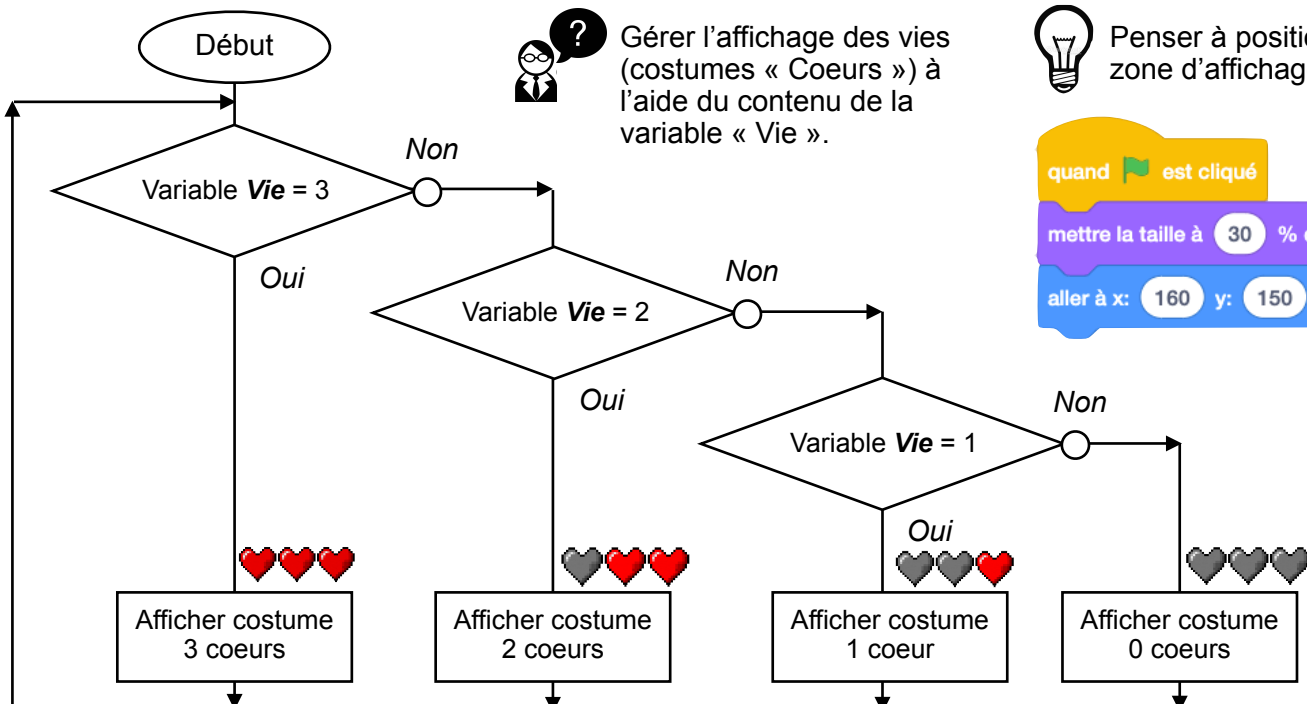 Début
?
Gérer l’affichage des vies
(costumes « Coeurs ») à
l’aide du contenu de la
variable « Vie ».
Penser à positio
zone d’affichag
quand est cliqué
mettre la taille à 30 %
aller à x: 160 y: 150
Variable Vie = 3
Non
Oui
Variable Vie = 2
Non
Oui
Variable Vie = 1
Non
Oui
Afficher costume
3 coeurs
Afficher costume
2 coeurs
Afficher costume
1 coeur
Afficher costume
0 coeurs